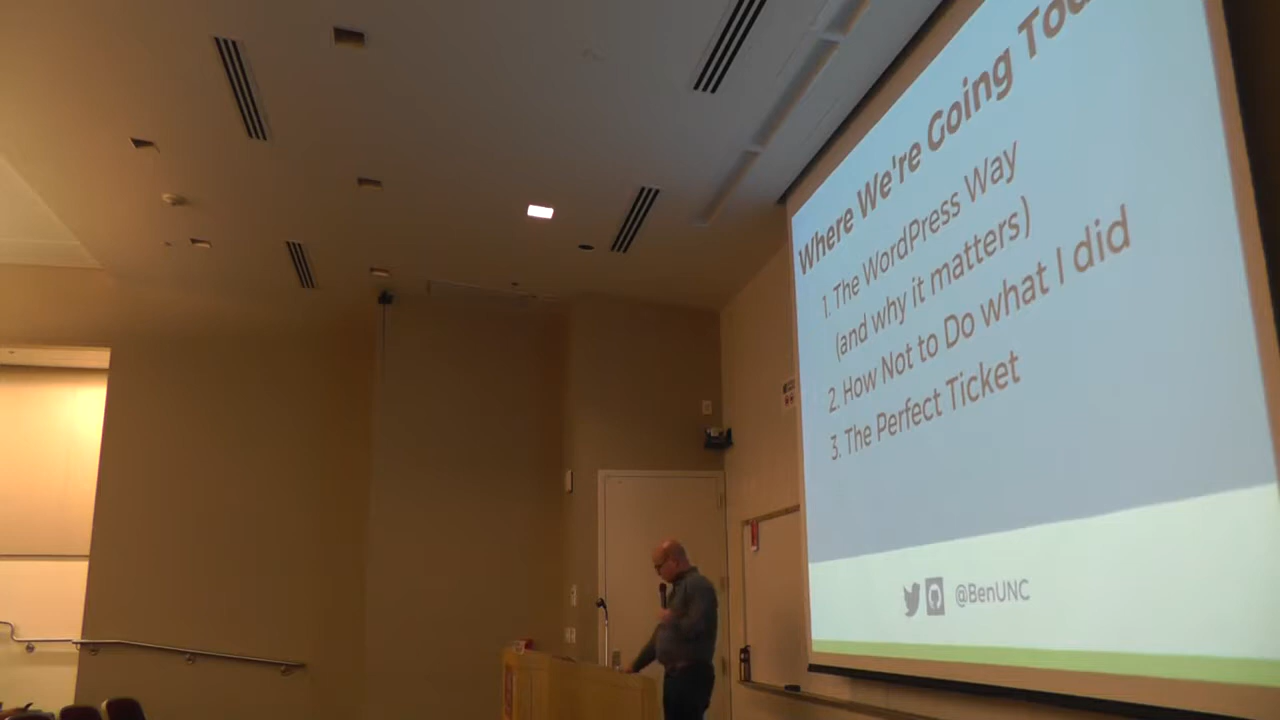 Where We're Going
1. The WordPress Way
(and why it matters)
2. How Not to Do what I did
3. The Perfect Ticket
@BenUNC